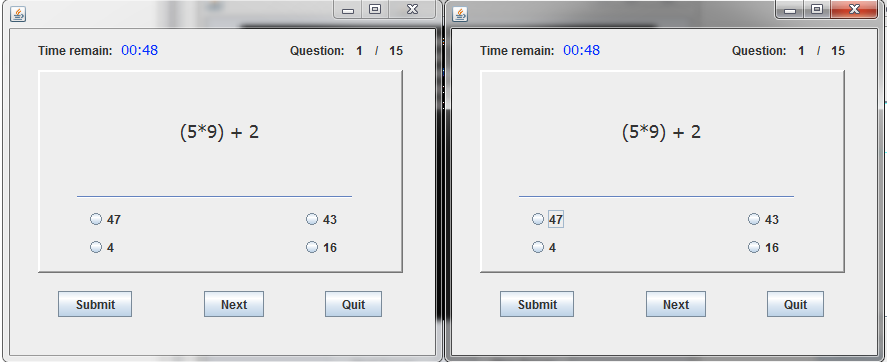 Time remain: 00:48 Question: 1 / 15
(5*9) + 2
47 43
4 16
Submit Next Quit
Time remain: 00:48 Question: 1 / 15
(5*9) + 2
47 43
4 16
Submit Next Quit